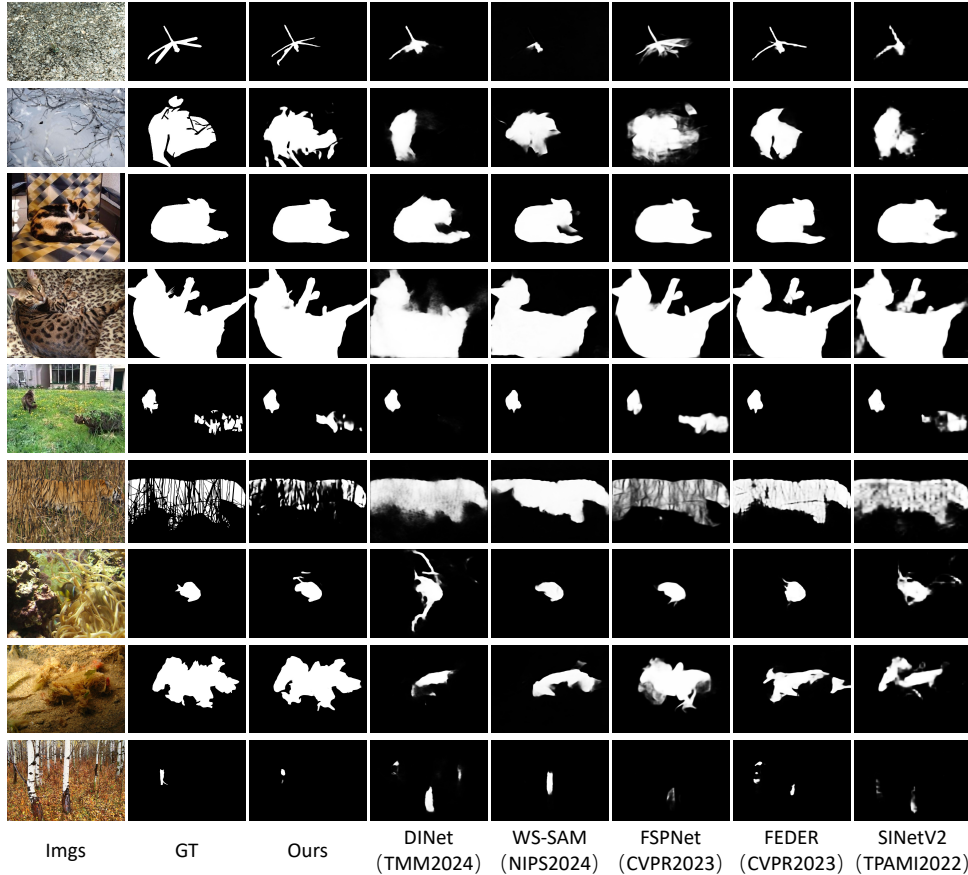 Imgs GT Ours DINet WS-SAM FSPNet FEDER SINetV2
(TMM2024) (NIPS2024) (CVPR2023) (CVPR2023) (TPAMI2022)